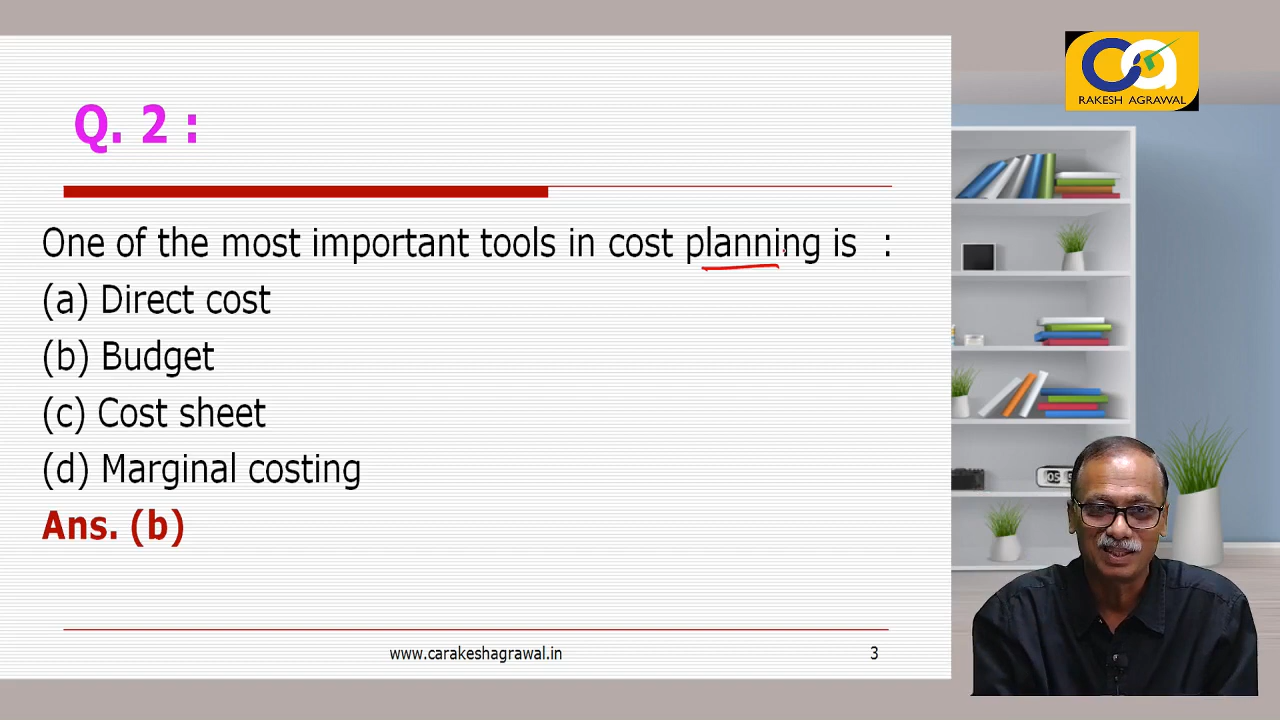 RAKESH AGRAWAL
Q. 2 :
One of the most important tools in cost planning is :
(a) Direct cost
(b) Budget
(c) Cost sheet
(d) Marginal costing
Ans. (b)
www.carakeshagrawal.in
3